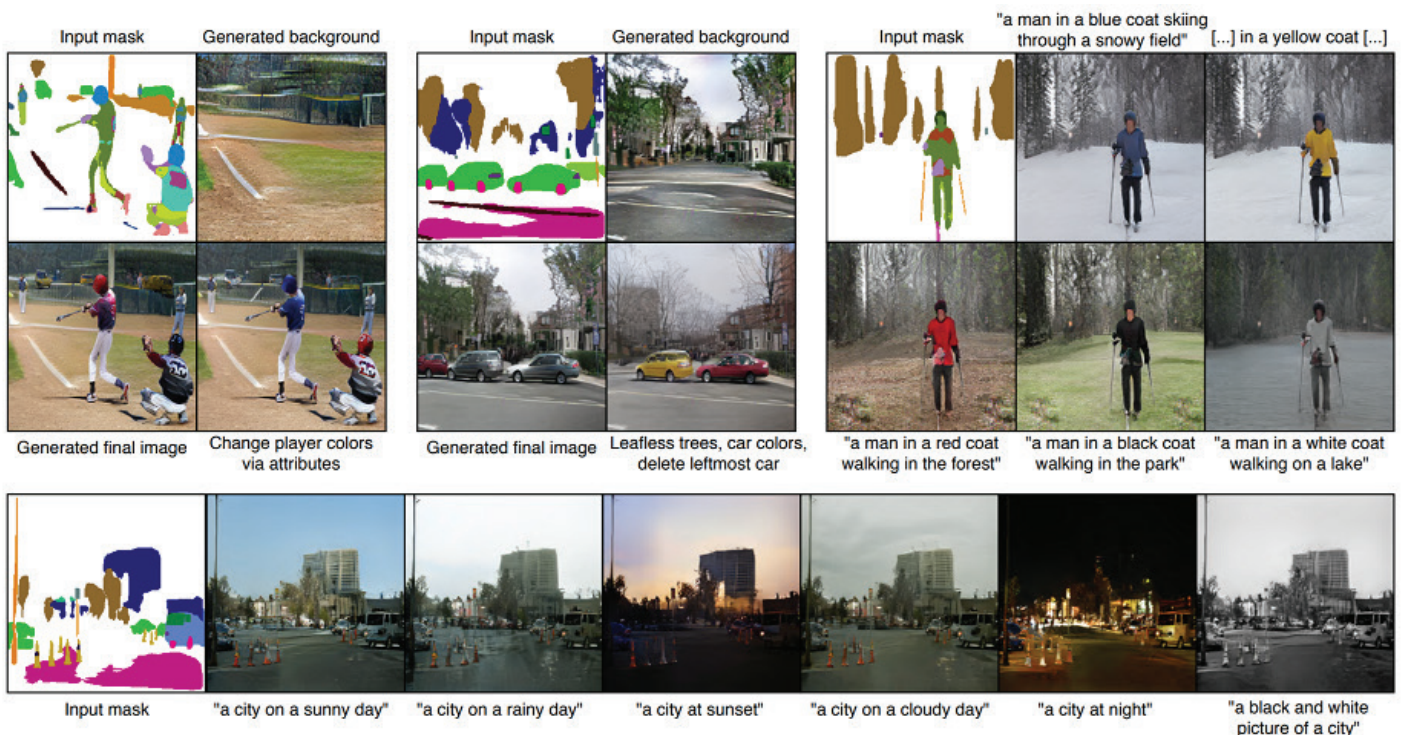 Input mask
Generated background
Generated final image
Change player colors
via attributes
Input mask
Generated background
Generated final image
Leafless trees, car colors,
delete leftmost car
Input mask
"a man in a blue coat skiing
through a snowy field"
[...] in a yellow coat [...]
"a man in a red coat
walking in the forest"
"a man in a black coat
walking in the park"
"a man in a white coat
walking on a lake"
Input mask
"a city on a sunny day"
"a city on a rainy day"
"a city at sunset"
"a city on a cloudy day"
"a city at night"
"a black and white
picture of a city"